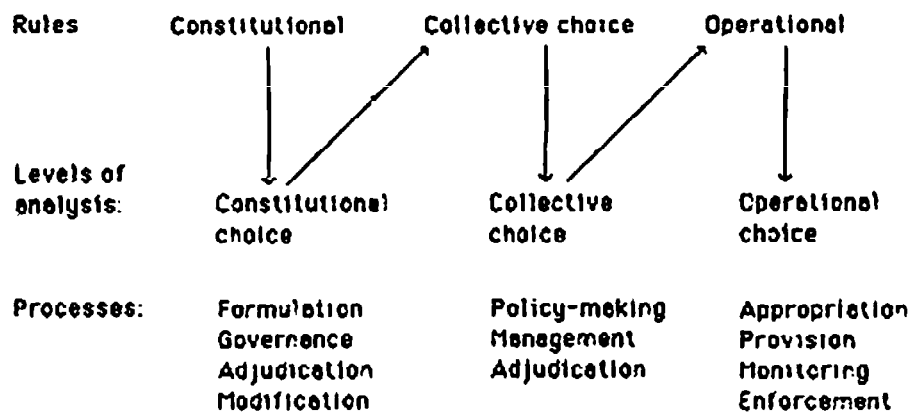 Rules Constitutional Collective choice Operational
Levels of
analysis: Constitutional Collective Operational
choice choice choice
Processes: Formulation Policy-making Appropriation
Governance Management Provision
Adjudication Adjudication Monitoring
Modification Enforcement